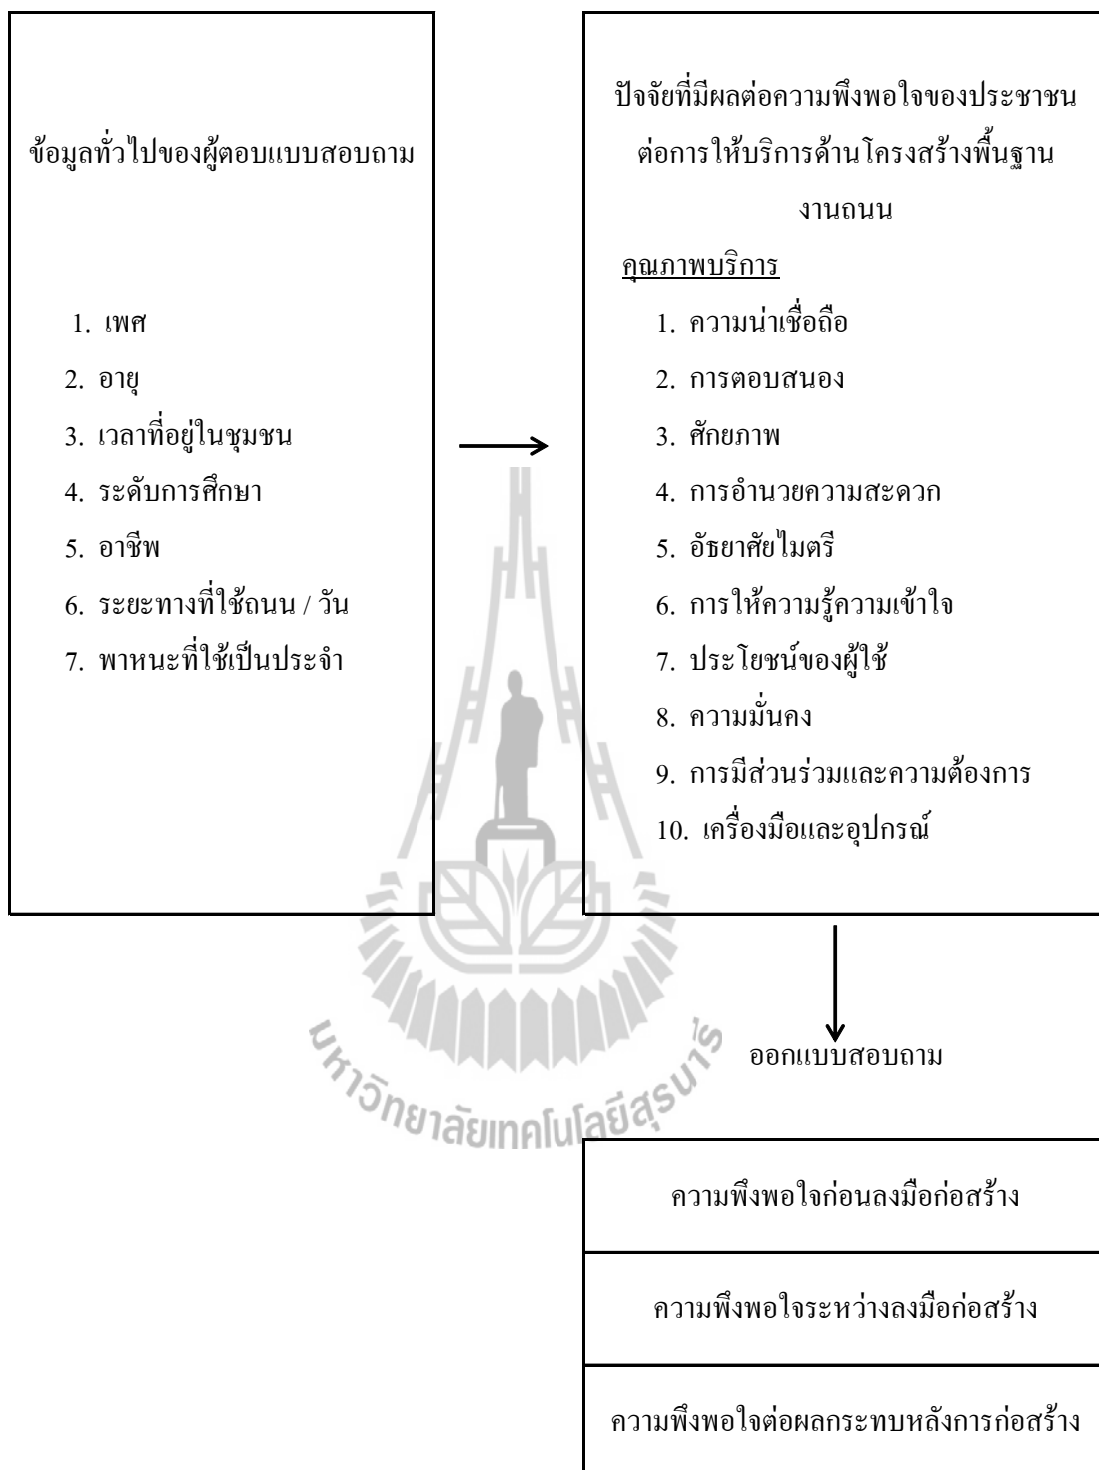 ข้อมูลทั่วไปของผู้ตอบแบบสอบถาม
1. เพศ
2. อายุ
3. เวลาที่อยู่ในชุมชน
4. ระดับการศึกษา
5. อาชีพ
6. ระยะทางที่ใช้ถนน / วัน
7. พาหนะที่ใช้เป็นประจำ
ปัจจัยที่มีผลต่อความพึงพอใจของประชาชน
ต่อการให้บริการด้านโครงสร้างพื้นฐาน
งานถนน
คุณภาพบริการ
1. ความน่าเชื่อถือ
2. การตอบสนอง
3. ศักยภาพ
4. การอำนวยความสะดวก
5. อัธยาศัยไมตรี
6. การให้ความรู้ความเข้าใจ
7. ประโยชน์ของผู้ใช้
8. ความมั่นคง
9. การมีส่วนร่วมและความต้องการ
10. เครื่องมือและอุปกรณ์
ออกแบบสอบถาม
มหาวิทยาลัยเทคโนโลยีสุรนารี
ความพึงพอใจก่อนลงมือก่อสร้าง
ความพึงพอใจระหว่างลงมือก่อสร้าง
ความพึงพอใจต่อผลกระทบหลังการก่อสร้าง